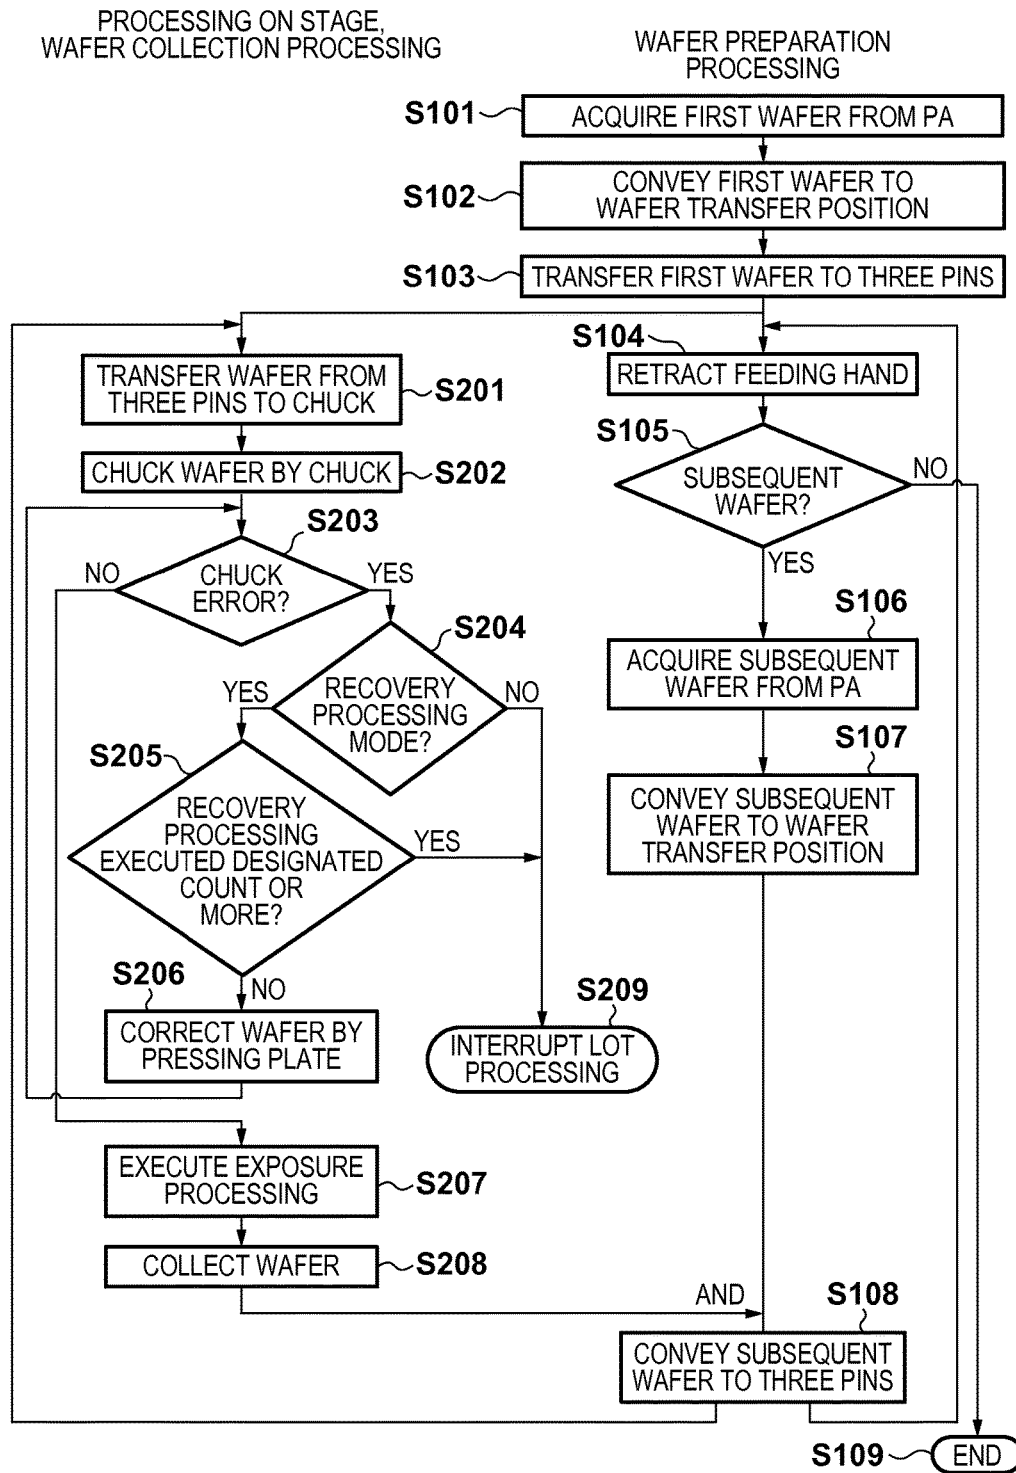 PROCESSING ON STAGE,
WAFER COLLECTION PROCESSING
WAFER PREPARATION
PROCESSING
S101
ACQUIRE FIRST WAFER FROM PA
S102
CONVEY FIRST WAFER TO
WAFER TRANSFER POSITION
S103
TRANSFER FIRST WAFER TO THREE PINS
S104
RETRACT FEEDING HAND
S105
SUBSEQUENT
WAFER?
NO
YES
S106
ACQUIRE SUBSEQUENT
WAFER FROM PA
S107
CONVEY SUBSEQUENT
WAFER TO WAFER
TRANSFER POSITION
TRANSFER WAFER FROM
THREE PINS TO CHUCK
S201
CHUCK WAFER BY CHUCK
S202
S203
NO
CHUCK
ERROR?
YES
S204
YES
RECOVERY
PROCESSING
MODE?
NO
S205
RECOVERY
PROCESSING
EXECUTED DESIGNATED
COUNT OR
MORE?
YES
NO
S206
CORRECT WAFER BY
PRESSING PLATE
S209
INTERRUPT LOT
PROCESSING
EXECUTE EXPOSURE
PROCESSING
S207
COLLECT WAFER
S208
AND
S108
CONVEY SUBSEQUENT
WAFER TO THREE PINS
S109
END